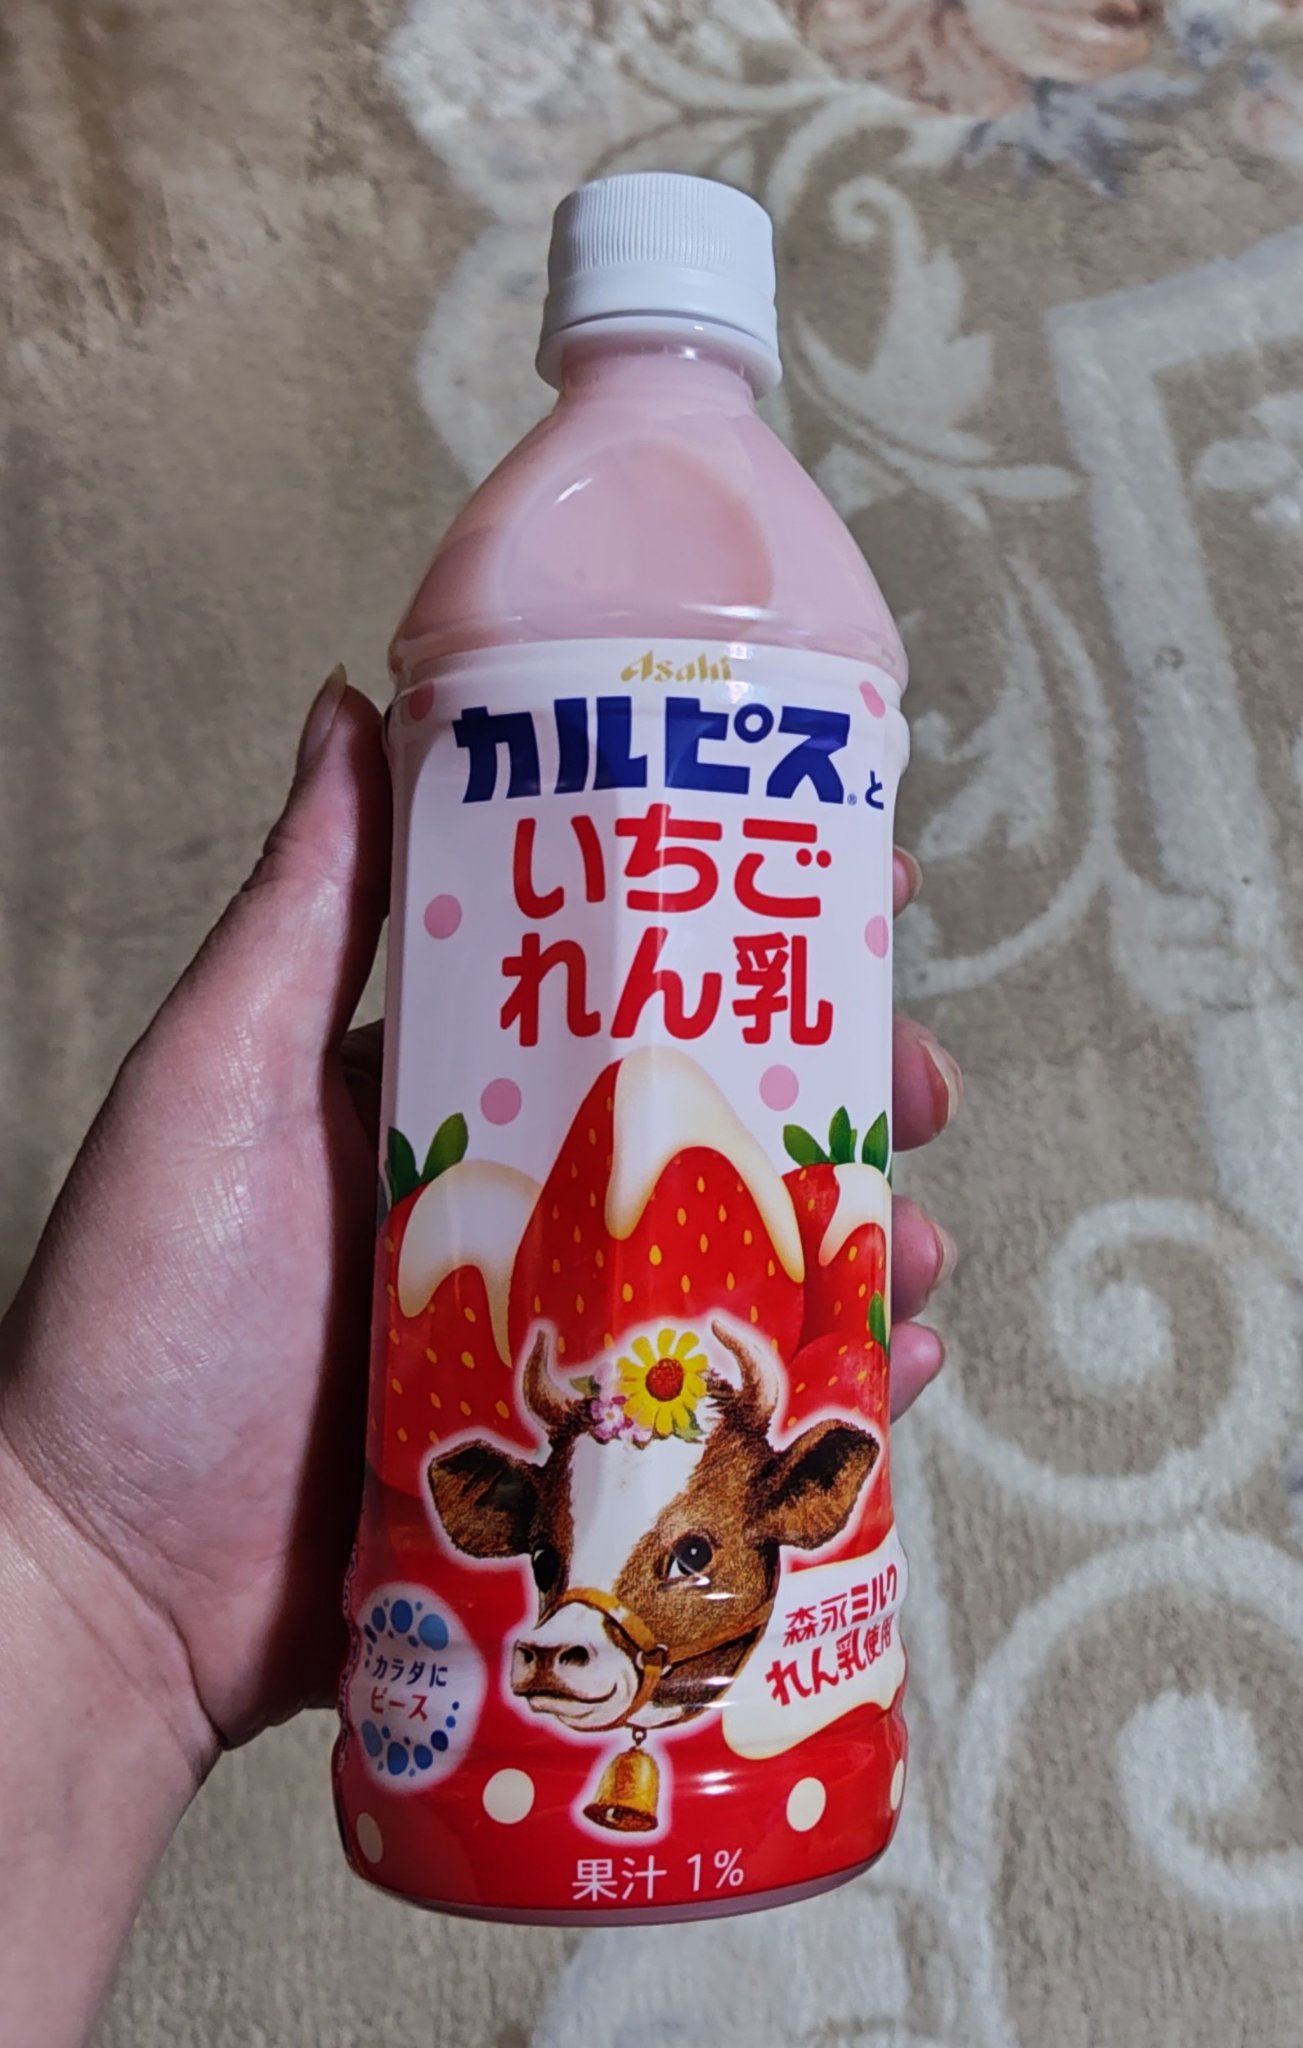 Asahi
カルピス®と
いちご
れん乳
森永ミルク
れん乳使用
カラダに
ピース
果汁 1%